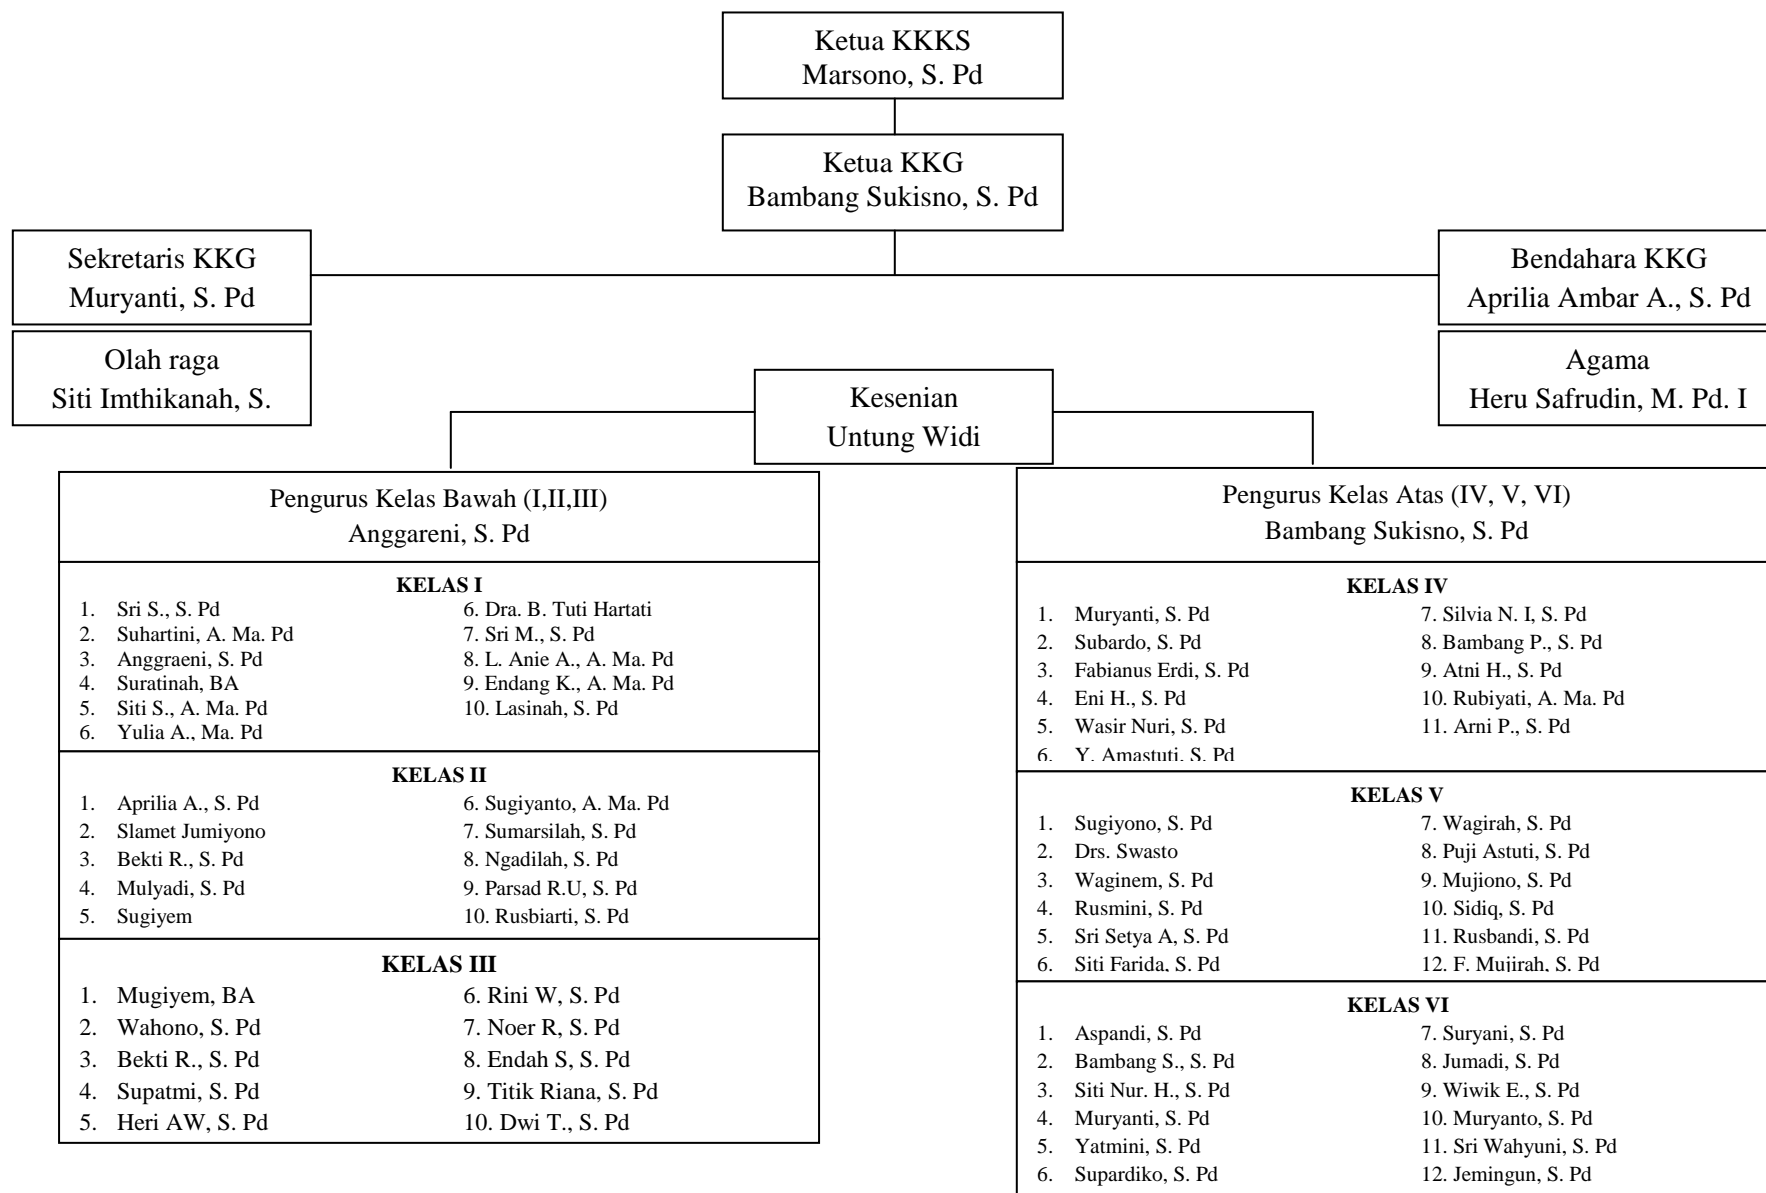 Ketua KKKS
Marsono, S. Pd
Ketua KKG
Bambang Sukisno, S. Pd
Sekretaris KKG
Muryanti, S. Pd
Bendahara KKG
Aprilia Ambar A., S. Pd
Olah raga
Siti Imthikanah, S.
Agama
Heru Safrudin, M. Pd. I
Kesenian
Untung Widi
Pengurus Kelas Bawah (I,II,III)
Anggareni, S. Pd
KELAS I
1. Sri S., S. Pd
2. Suhartini, A. Ma. Pd
3. Anggraeni, S. Pd
4. Suratinah, BA
5. Siti S., A. Ma. Pd
6. Yulia A., Ma. Pd
6. Dra. B. Tuti Hartati
7. Sri M., S. Pd
8. L. Anie A., A. Ma. Pd
9. Endang K., A. Ma. Pd
10. Lasinah, S. Pd
KELAS II
1. Aprilia A., S. Pd
2. Slamet Jumiyono
3. Bekti R., S. Pd
4. Mulyadi, S. Pd
5. Sugiyem
6. Sugiyanto, A. Ma. Pd
7. Sumarsilah, S. Pd
8. Ngadilah, S. Pd
9. Parsad R.U, S. Pd
10. Rusbiarti, S. Pd
KELAS III
1. Mugiyem, BA
2. Wahono, S. Pd
3. Bekti R., S. Pd
4. Supatmi, S. Pd
5. Heri AW, S. Pd
6. Rini W, S. Pd
7. Noer R, S. Pd
8. Endah S, S. Pd
9. Titik Riana, S. Pd
10. Dwi T., S. Pd
Pengurus Kelas Atas (IV, V, VI)
Bambang Sukisno, S. Pd
KELAS IV
1. Muryanti, S. Pd
2. Subardo, S. Pd
3. Fabianus Erdi, S. Pd
4. Eni H., S. Pd
5. Wasir Nuri, S. Pd
6. Y. Amastuti, S. Pd
7. Silvia N. I, S. Pd
8. Bambang P., S. Pd
9. Atni H., S. Pd
10. Rubiyati, A. Ma. Pd
11. Arni P., S. Pd
KELAS V
1. Sugiyono, S. Pd
2. Drs. Swasto
3. Waginem, S. Pd
4. Rusmini, S. Pd
5. Sri Setya A, S. Pd
6. Siti Farida, S. Pd
7. Wagirah, S. Pd
8. Puji Astuti, S. Pd
9. Mujiono, S. Pd
10. Sidiq, S. Pd
11. Rusbandi, S. Pd
12. F. Mujirah, S. Pd
KELAS VI
1. Aspandi, S. Pd
2. Bambang S., S. Pd
3. Siti Nur. H., S. Pd
4. Muryanti, S. Pd
5. Yatmini, S. Pd
6. Supardiko, S. Pd
7. Suryani, S. Pd
8. Jumadi, S. Pd
9. Wiwik E., S. Pd
10. Muryanto, S. Pd
11. Sri Wahyuni, S. Pd
12. Jemingun, S. Pd